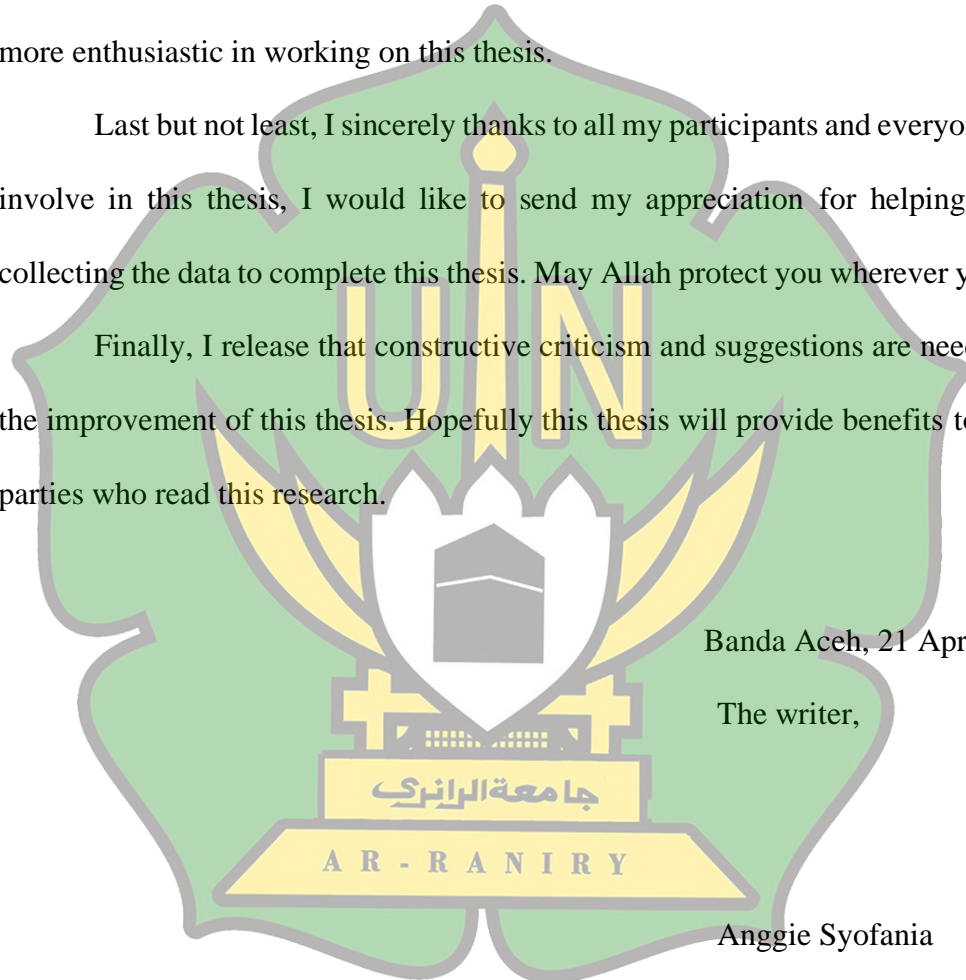 more enthusiastic in working on this thesis.
Last but not least, I sincerely thanks to all my participants and everyo
involve in this thesis, I would like to send my appreciation for helping
collecting the data to complete this thesis. May Allah protect you wherever y
Finally, I release that constructive criticism and suggestions are need
the improvement of this thesis. Hopefully this thesis will provide benefits to
parties who read this research.
UIN
Banda Aceh, 21 Apr
The writer,
جامعة الرانري
AR-RANIRY
Anggie Syofania